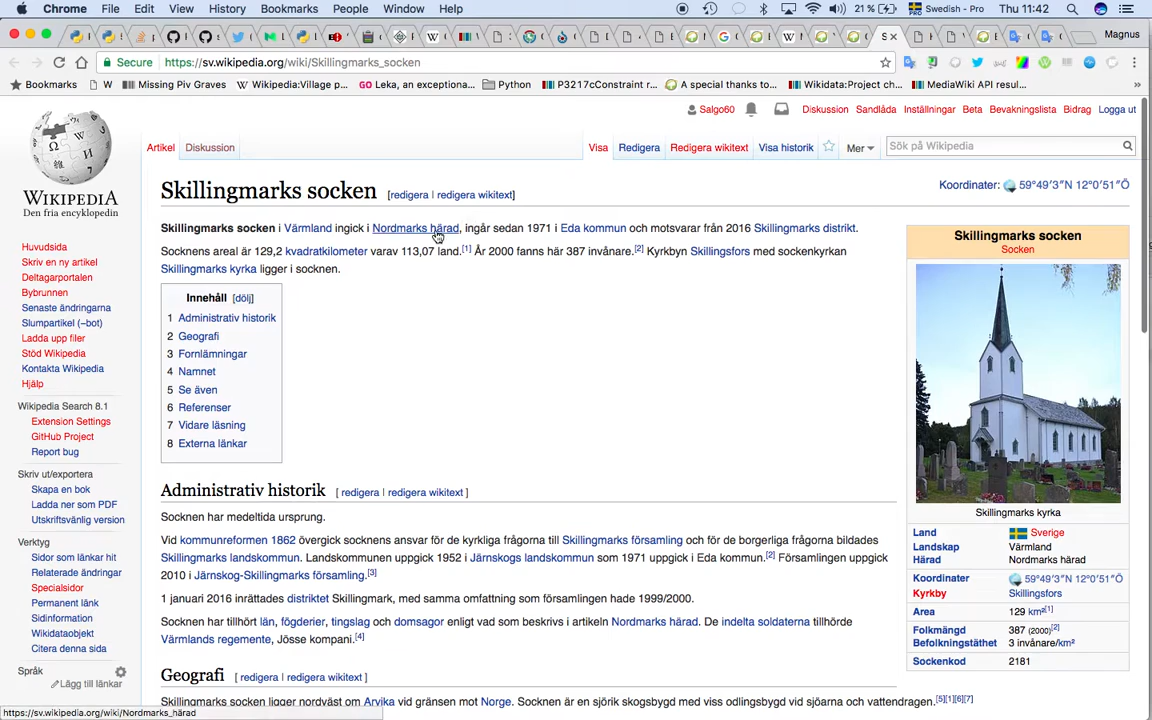 Chrome File Edit View History Bookmarks People Window Help 21 % Swedish - Pro Thu 11:42
Magnus
Secure https://sv.wikipedia.org/wiki/Skillingmarks_socken
Bookmarks W Missing Piv Graves Wikipedia:Village p... GO Leka, an exceptiona... Python P3217cConstraint r... A special thanks to... Wikidata:Project ch... MediaWiki API resul... »
Salgo60 Diskussion Sandlåda Inställningar Beta Bevakningslista Bidrag Logga ut
WIKIPEDIA
Den fria encyklopedin
Artikel Diskussion Visa Redigera Redigera wikitext Visa historik Mer Sök på Wikipedia
Skillingmarks socken [redigera | redigera wikitext]
Koordinater: 59°49′3″N 12°0′51″Ö
Skillingmarks socken i Värmland ingick i Nordmarks härad, ingår sedan 1971 i Eda kommun och motsvarar från 2016 Skillingmarks distrikt.
Socknens areal är 129,2 kvadratkilometer varav 113,07 land.[1] År 2000 fanns här 387 invånare.[2] Kyrkbyn Skillingsfors med sockenkyrkan
Skillingmarks kyrka ligger i socknen.
Innehåll [dölj]
1 Administrativ historik
2 Geografi
3 Fornlämningar
4 Namnet
5 Se även
6 Referenser
7 Vidare läsning
8 Externa länkar
Administrativ historik [ redigera | redigera wikitext ]
Socknen har medeltida ursprung.
Vid kommunreformen 1862 övergick socknens ansvar för de kyrkliga frågorna till Skillingmarks församling och för de borgerliga frågorna bildades
Skillingmarks landskommun. Landskommunen uppgick 1952 i Järnskogs landskommun som 1971 uppgick i Eda kommun.[2] Församlingen uppgick
2010 i Järnskog-Skillingmarks församling.[3]
1 januari 2016 inrättades distriktet Skillingmark, med samma omfattning som församlingen hade 1999/2000.
Socknen har tillhört län, fögderier, tingslag och domsagor enligt vad som beskrivs i artikeln Nordmarks härad. De indelta soldaterna tillhörde
Värmlands regemente, Jösse kompani.[4]
Geografi [ redigera | redigera wikitext ]
Skillingmarks socken ligger nordväst om Arvika vid gränsen mot Norge. Socknen är en sjörik skogsbygd med viss odlingsbygd vid sjöarna och vattendragen.[5][1][6][7]
Skillingmarks socken
Socken
Skillingmarks kyrka
Land Sverige
Landskap Värmland
Härad Nordmarks härad
Koordinater 59°49′3″N 12°0′51″Ö
Kyrkby Skillingsfors
Area 129 km²[1]
Folkmängd 387 (2000)[2]
Befolkningstäthet 3 invånare/km²
Sockenkod 2181
Huvudsida
Skriv en ny artikel
Deltagarportalen
Bybrunnen
Senaste ändringarna
Slumpartikel (–bot)
Ladda upp filer
Stöd Wikipedia
Kontakta Wikipedia
Hjälp
Wikipedia Search 8.1
Extension Settings
GitHub Project
Report bug
Skriv ut/exportera
Skapa en bok
Ladda ner som PDF
Utskriftsvänlig version
Verktyg
Sidor som länkar hit
Relaterade ändringar
Specialsidor
Permanent länk
Sidinformation
Wikidataobjekt
Citera denna sida
Språk
Lägg till länkar
https://sv.wikipedia.org/wiki/Nordmarks_härad